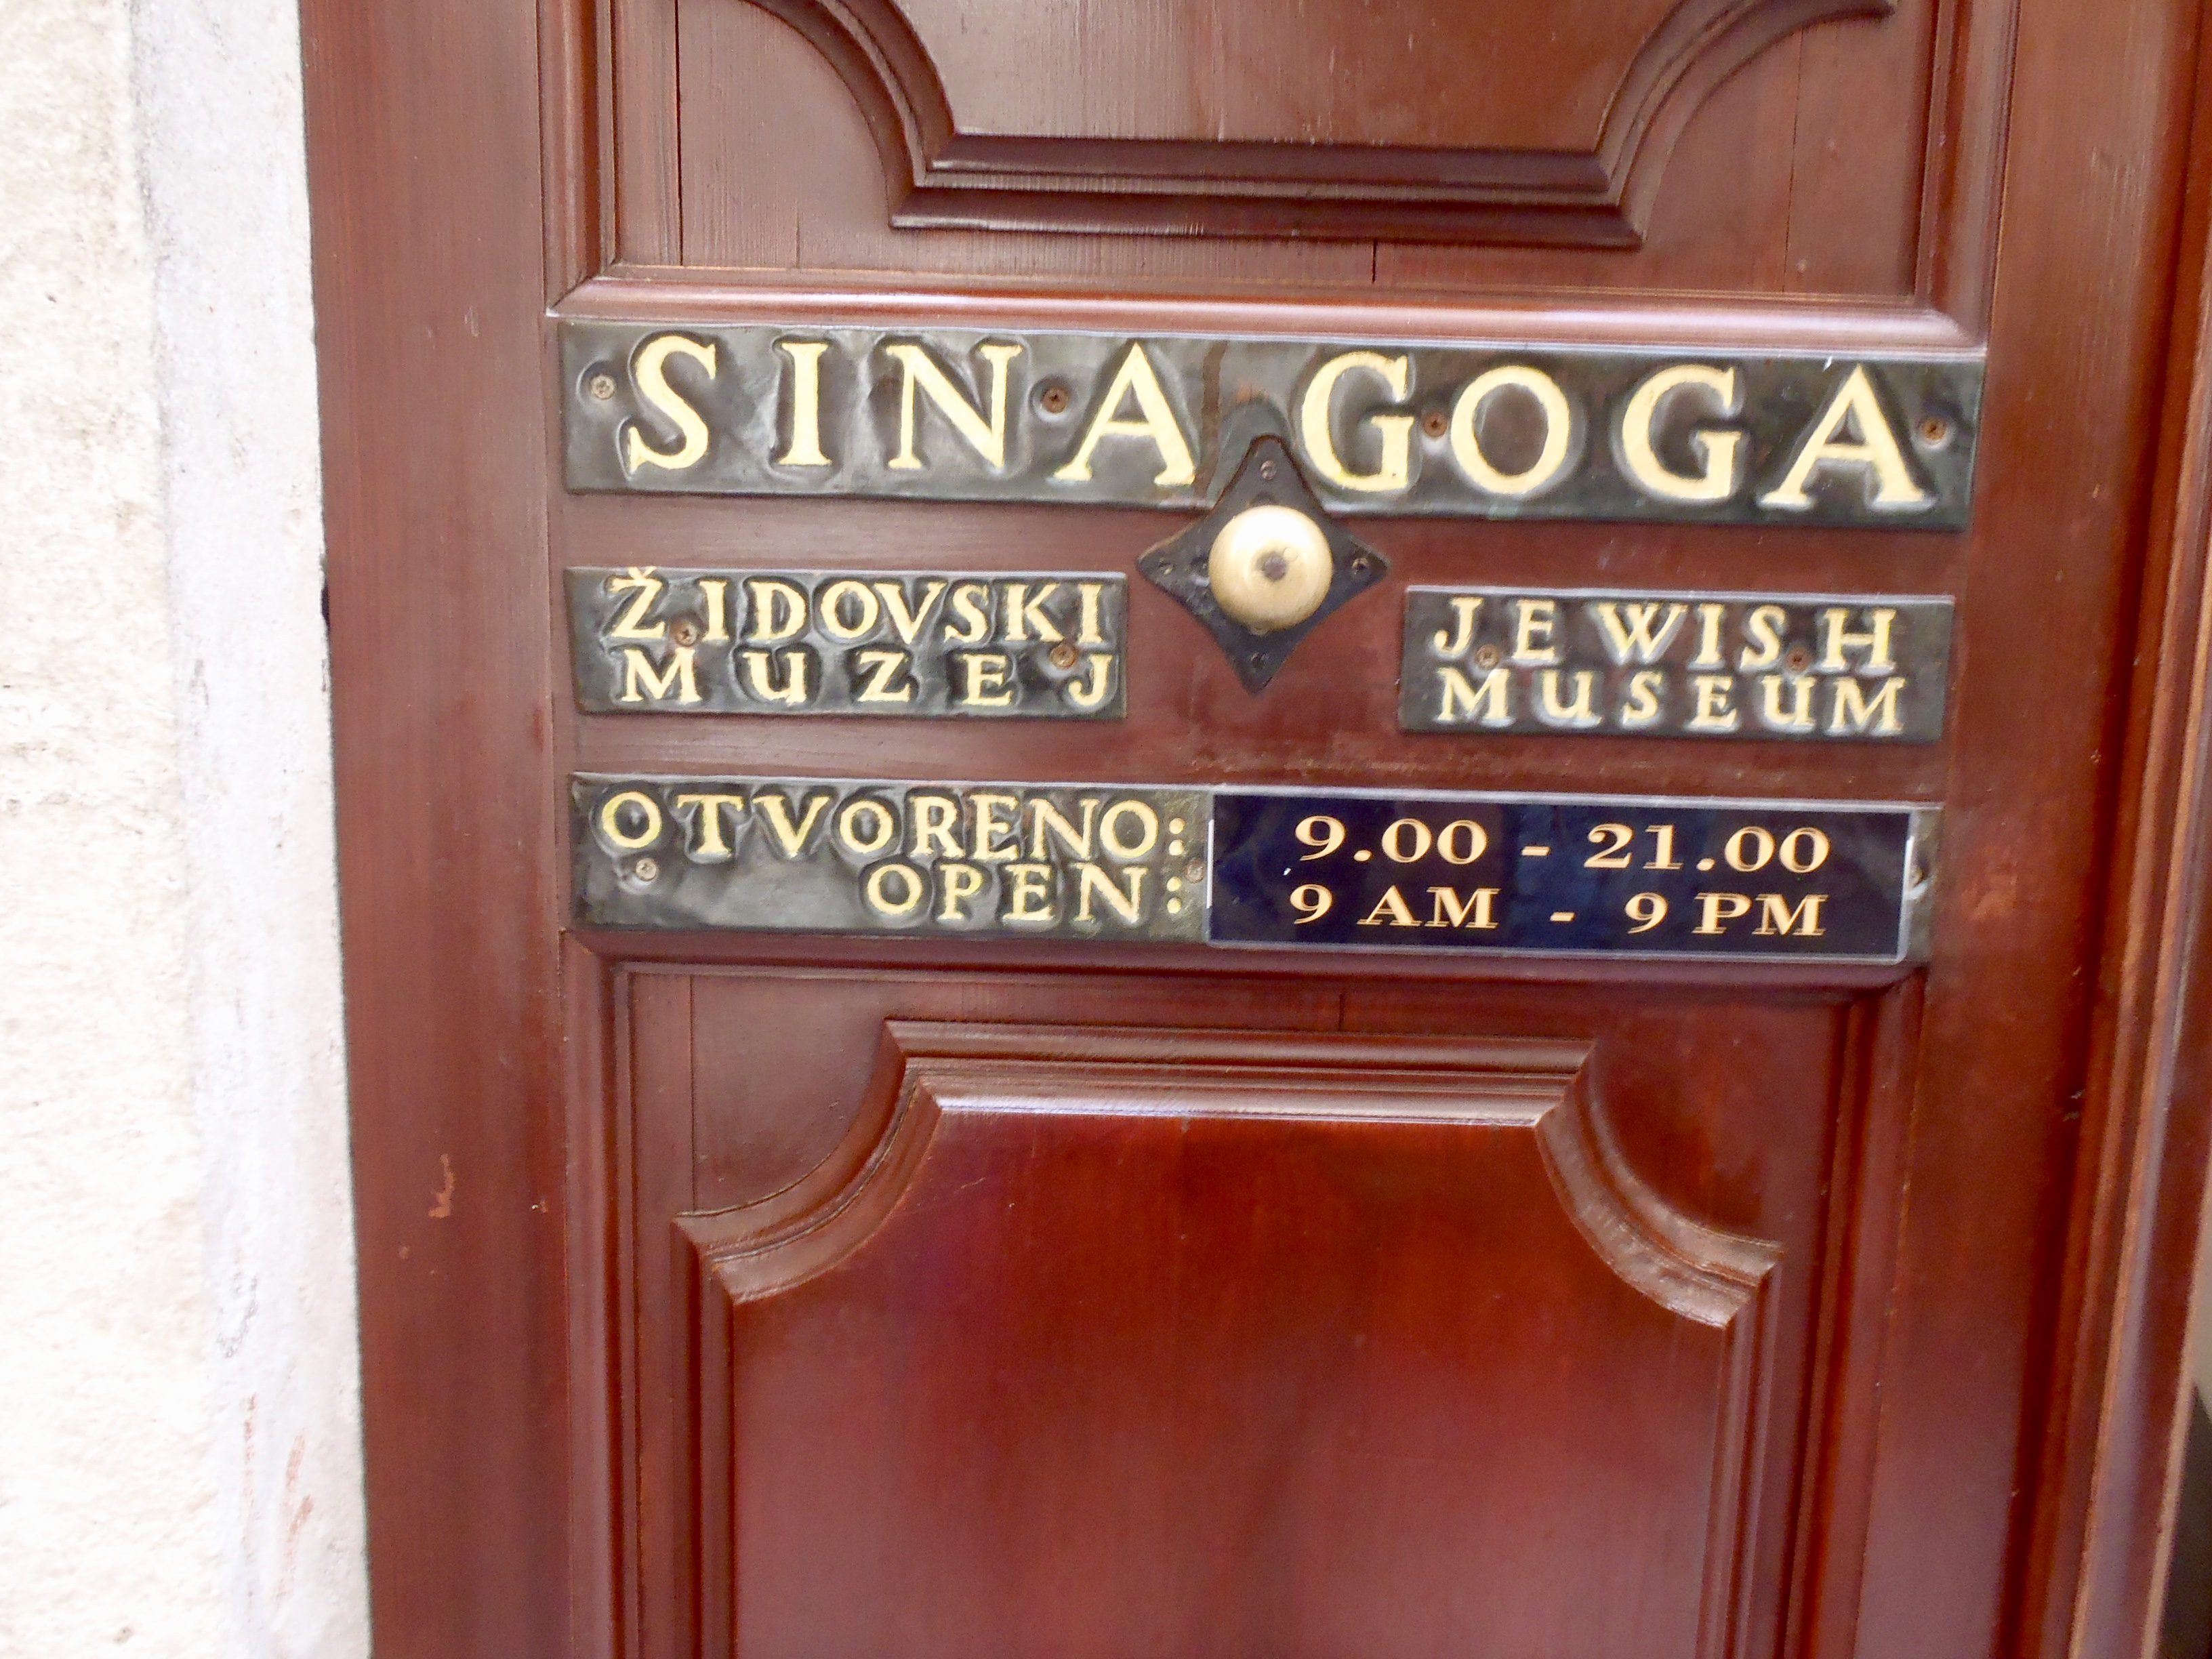 SINAGOGA
ŽIDOVSKI
MUZEJ
JEWISH
MUSEUM
OTVORENO: 9.00 - 21.00
OPEN: 9 AM - 9 PM